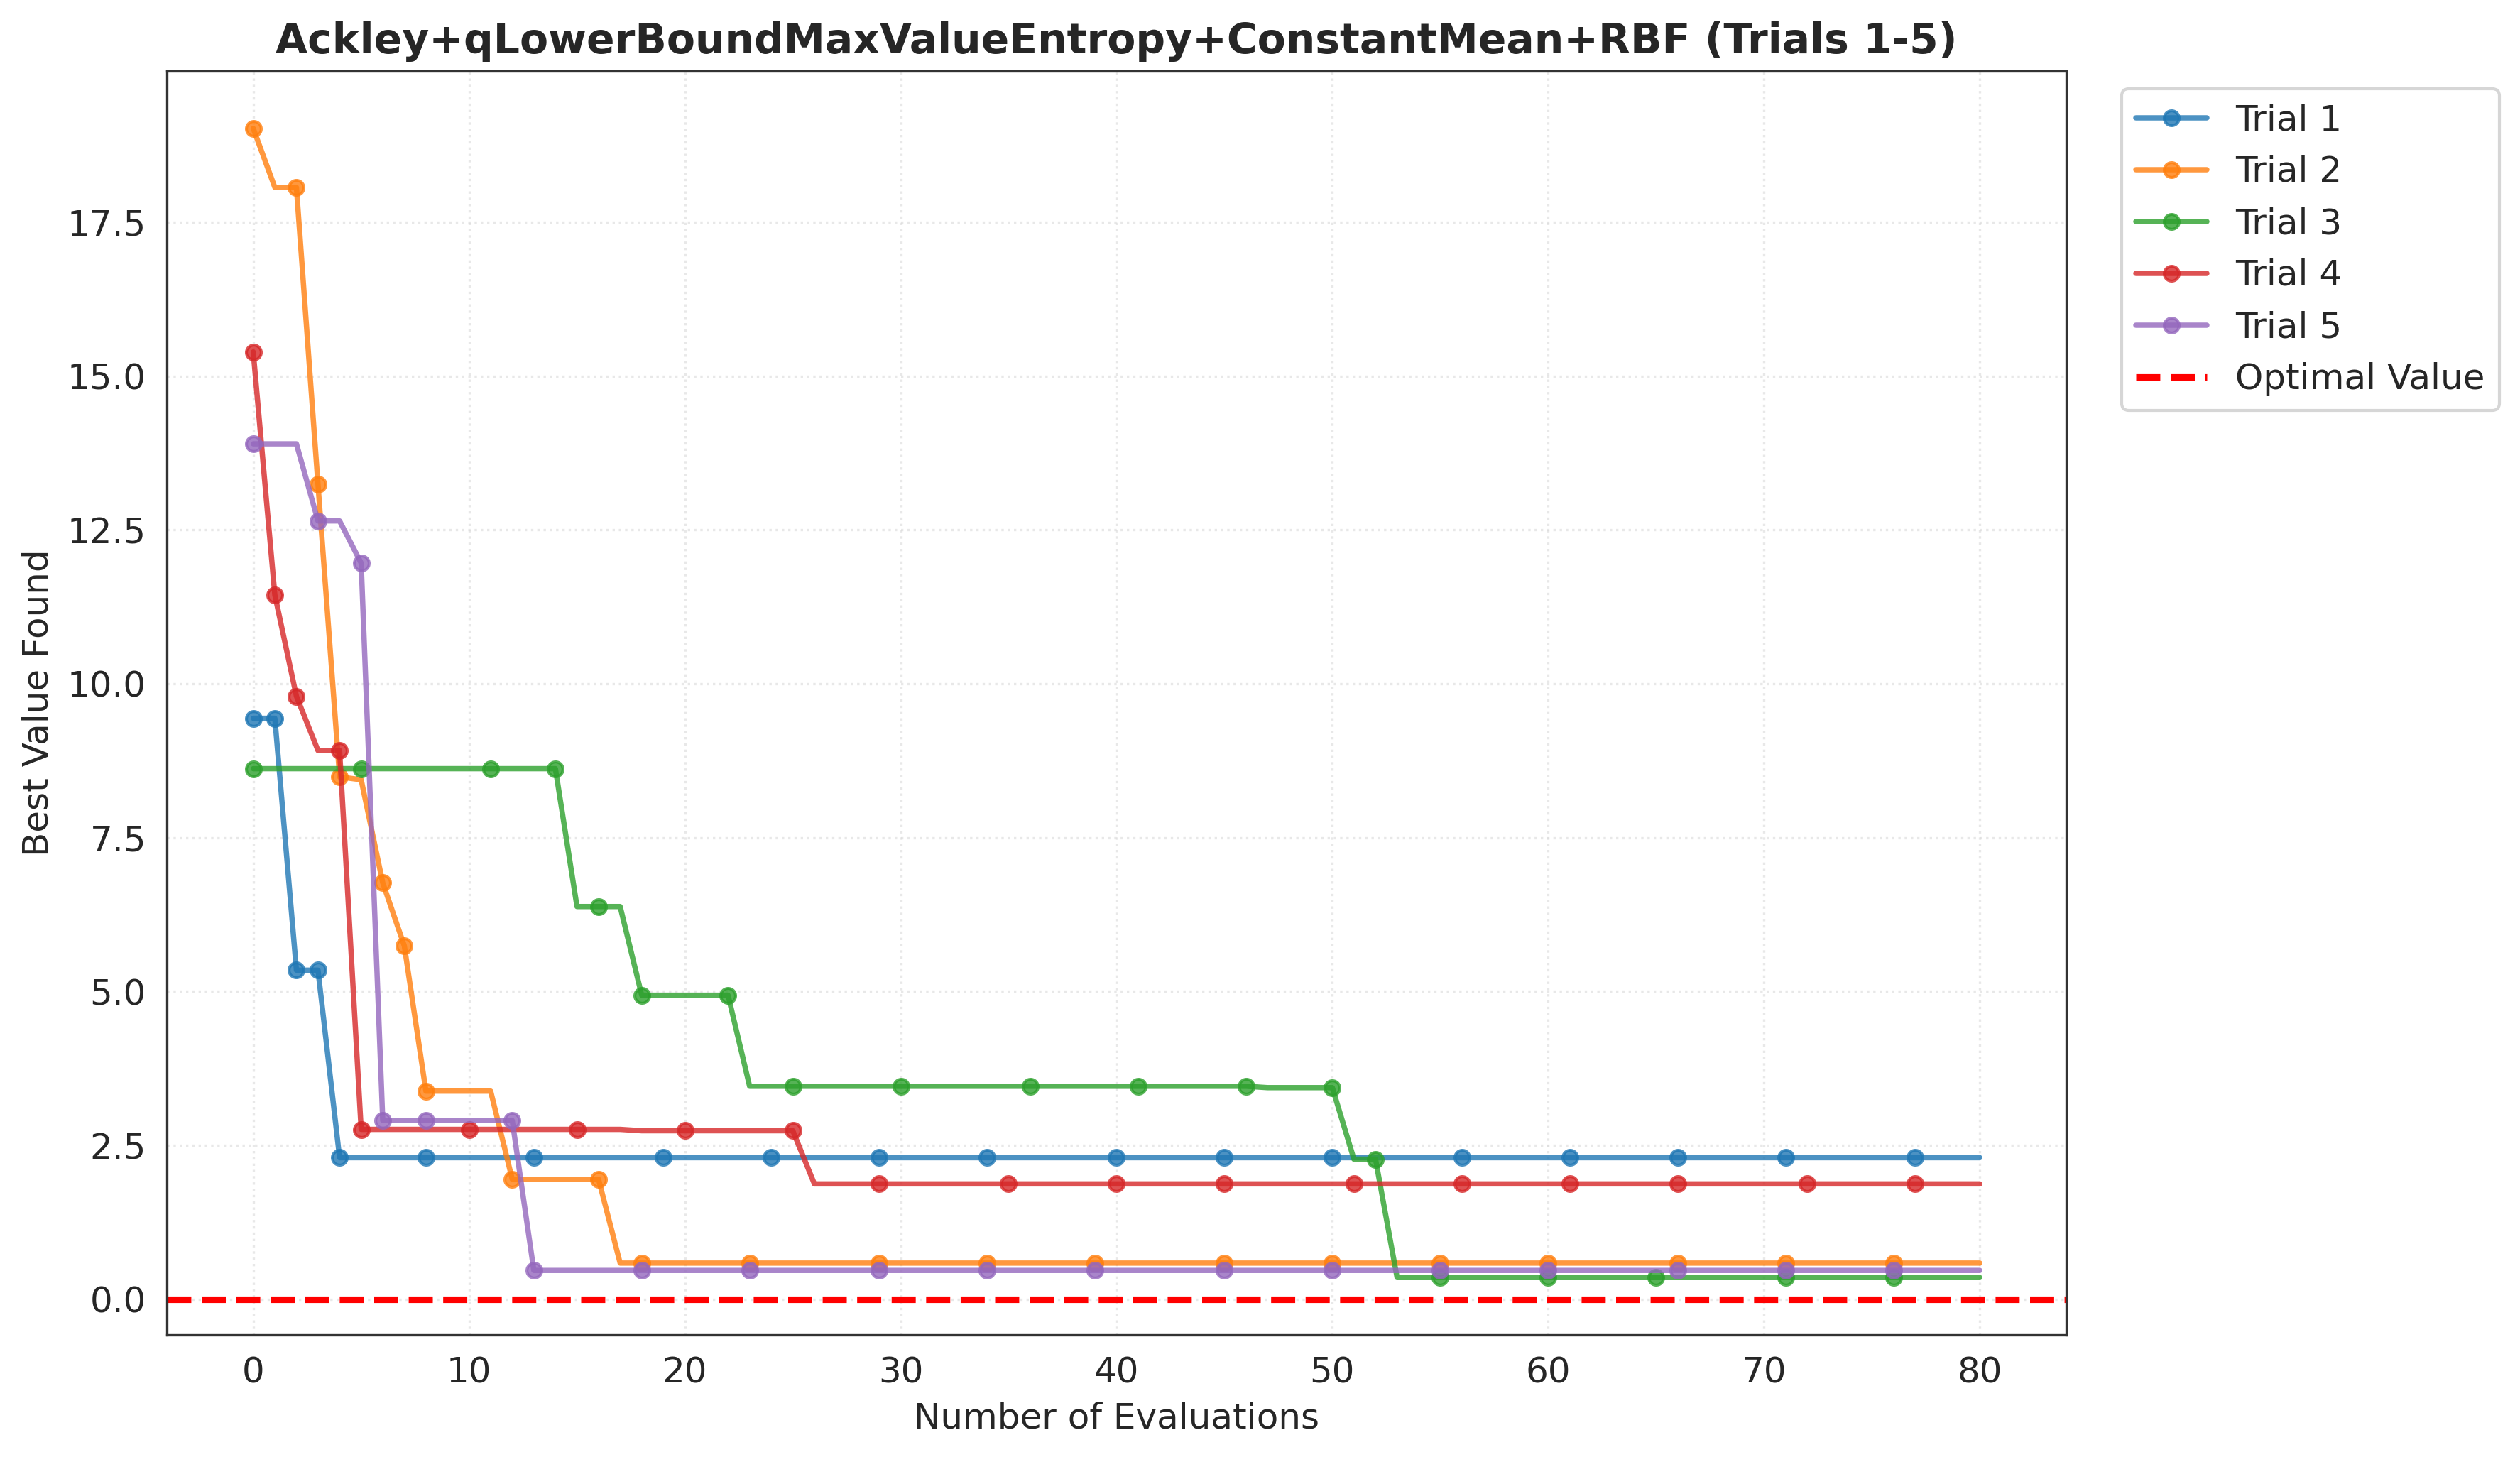 Ackley+qLowerBoundMaxValueEntropy+ConstantMean+RBF (Trials 1-5)
Best Value Found
17.5
15.0
12.5
10.0
7.5
5.0
2.5
0.0
0 10 20 30 40 50 60 70 80
Number of Evaluations
Trial 1
Trial 2
Trial 3
Trial 4
Trial 5
Optimal Value